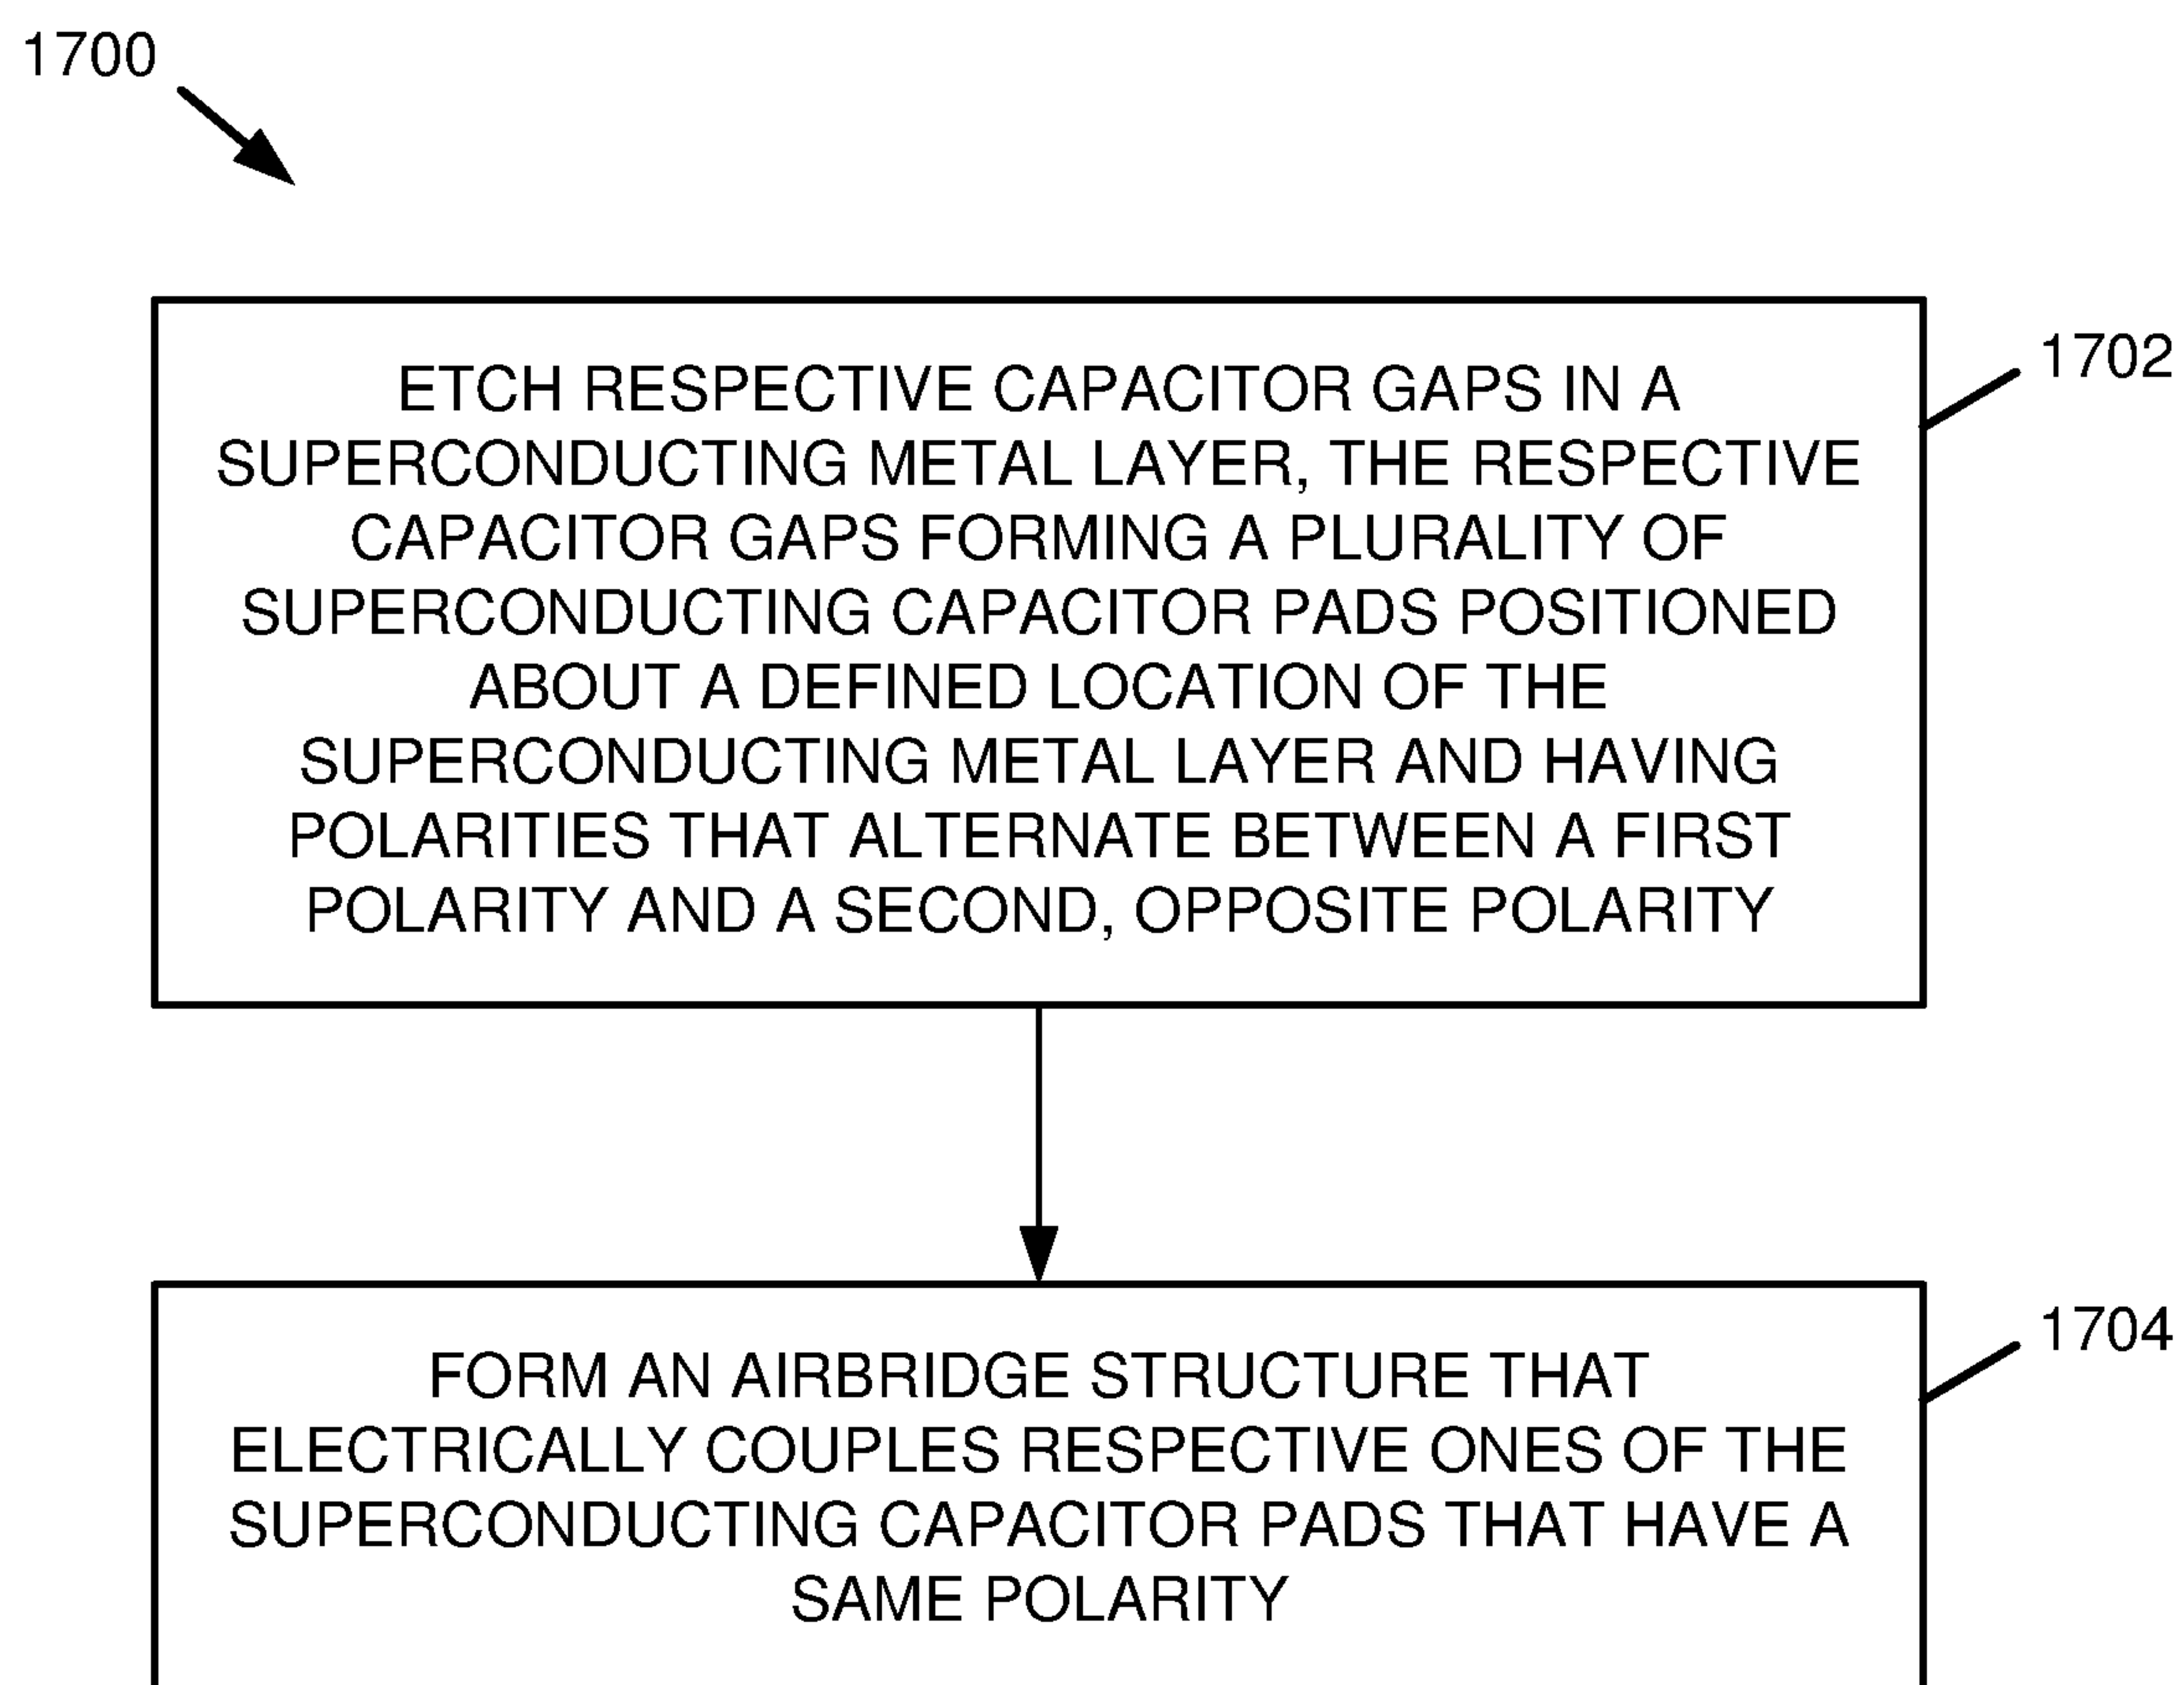 1700
1702
ETCH RESPECTIVE CAPACITOR GAPS IN A
SUPERCONDUCTING METAL LAYER, THE RESPECTIVE
CAPACITOR GAPS FORMING A PLURALITY OF
SUPERCONDUCTING CAPACITOR PADS POSITIONED
ABOUT A DEFINED LOCATION OF THE
SUPERCONDUCTING METAL LAYER AND HAVING
POLARITIES THAT ALTERNATE BETWEEN A FIRST
POLARITY AND A SECOND, OPPOSITE POLARITY
1704
FORM AN AIRBRIDGE STRUCTURE THAT
ELECTRICALLY COUPLES RESPECTIVE ONES OF THE
SUPERCONDUCTING CAPACITOR PADS THAT HAVE A
SAME POLARITY